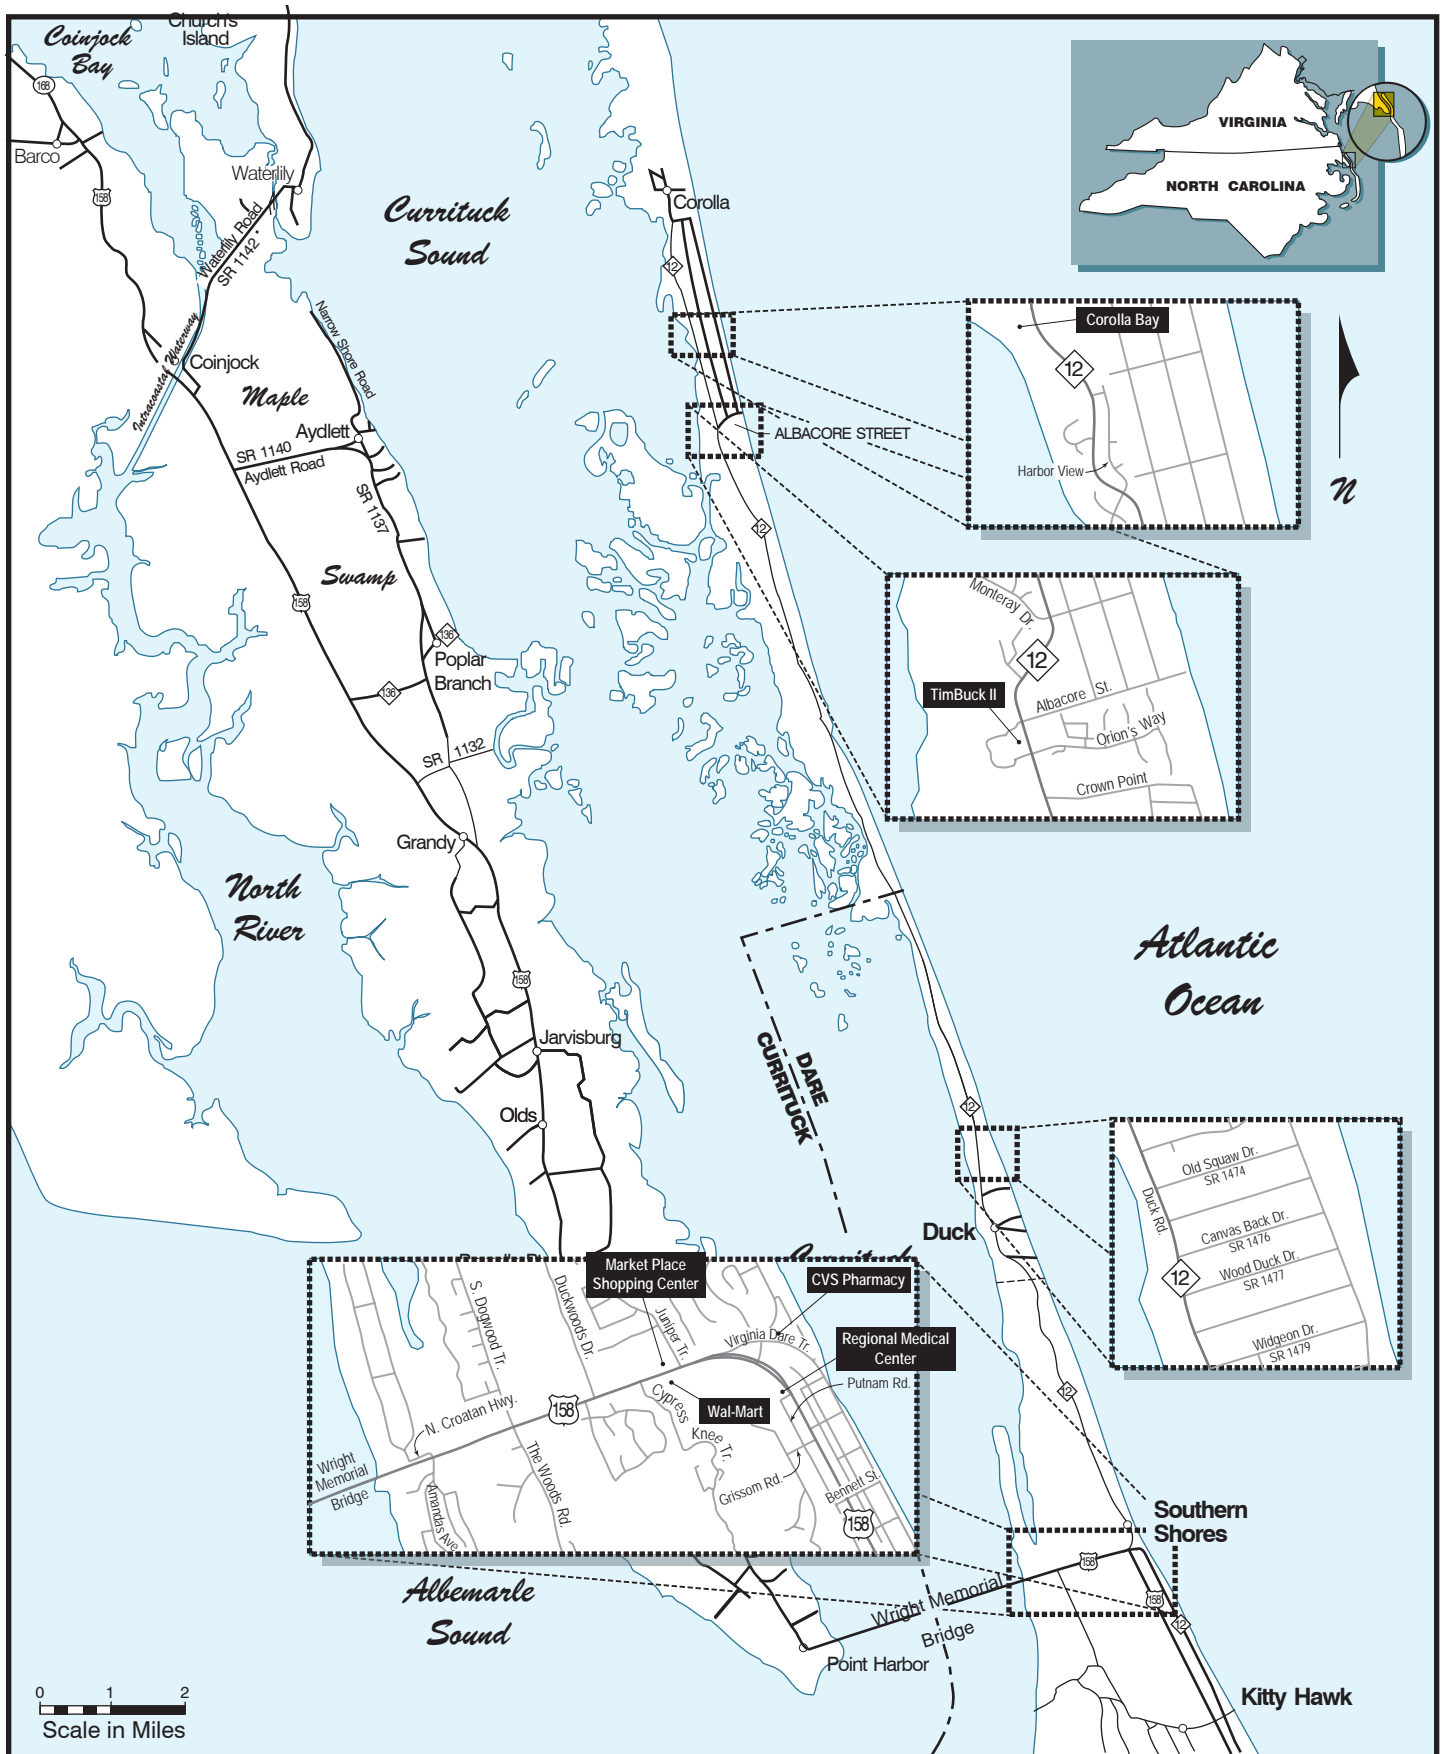 Coinjock
Bay
Church's
Island
168
Barco
158
Waterlily
Waterlily Road
SR 1142
Currituck
Sound
Corolla
12
VIRGINIA
NORTH CAROLINA
Intracoastal Waterway
Coinjock
Narrow Shore Road
Maple
Aydlett
SR 1140
Aydlett Road
SR 1137
ALBACORE STREET
12
Corolla Bay
12
Harbor View
N
Swamp
158
136
Poplar
Branch
136
SR 1132
Monteray Dr.
12
TimBuck II
Albacore St.
Orion's Way
Crown Point
Grandy
North
River
158
Jarvisburg
Olds
DARE
CURRITUCK
Atlantic
Ocean
12
Duck
Old Squaw Dr.
SR 1474
Duck Rd.
Canvas Back Dr.
SR 1476
Wood Duck Dr.
SR 1477
12
Widgeon Dr.
SR 1479
Currituck
Market Place
Shopping Center
CVS Pharmacy
S. Dogwood Tr.
Duckwoods Dr.
Juniper Tr.
Virginia Dare Tr.
Regional Medical
Center
Putnam Rd.
Wal-Mart
Cypress
Knee Tr.
158
N. Croatan Hwy.
Wright
Memorial
Bridge
Amandas Ave.
The Woods Rd.
Grissom Rd.
Bennett St.
158
12
Southern
Shores
158
158
12
Albemarle
Sound
Wright Memorial
Bridge
Point Harbor
Kitty Hawk
0 1 2
Scale in Miles